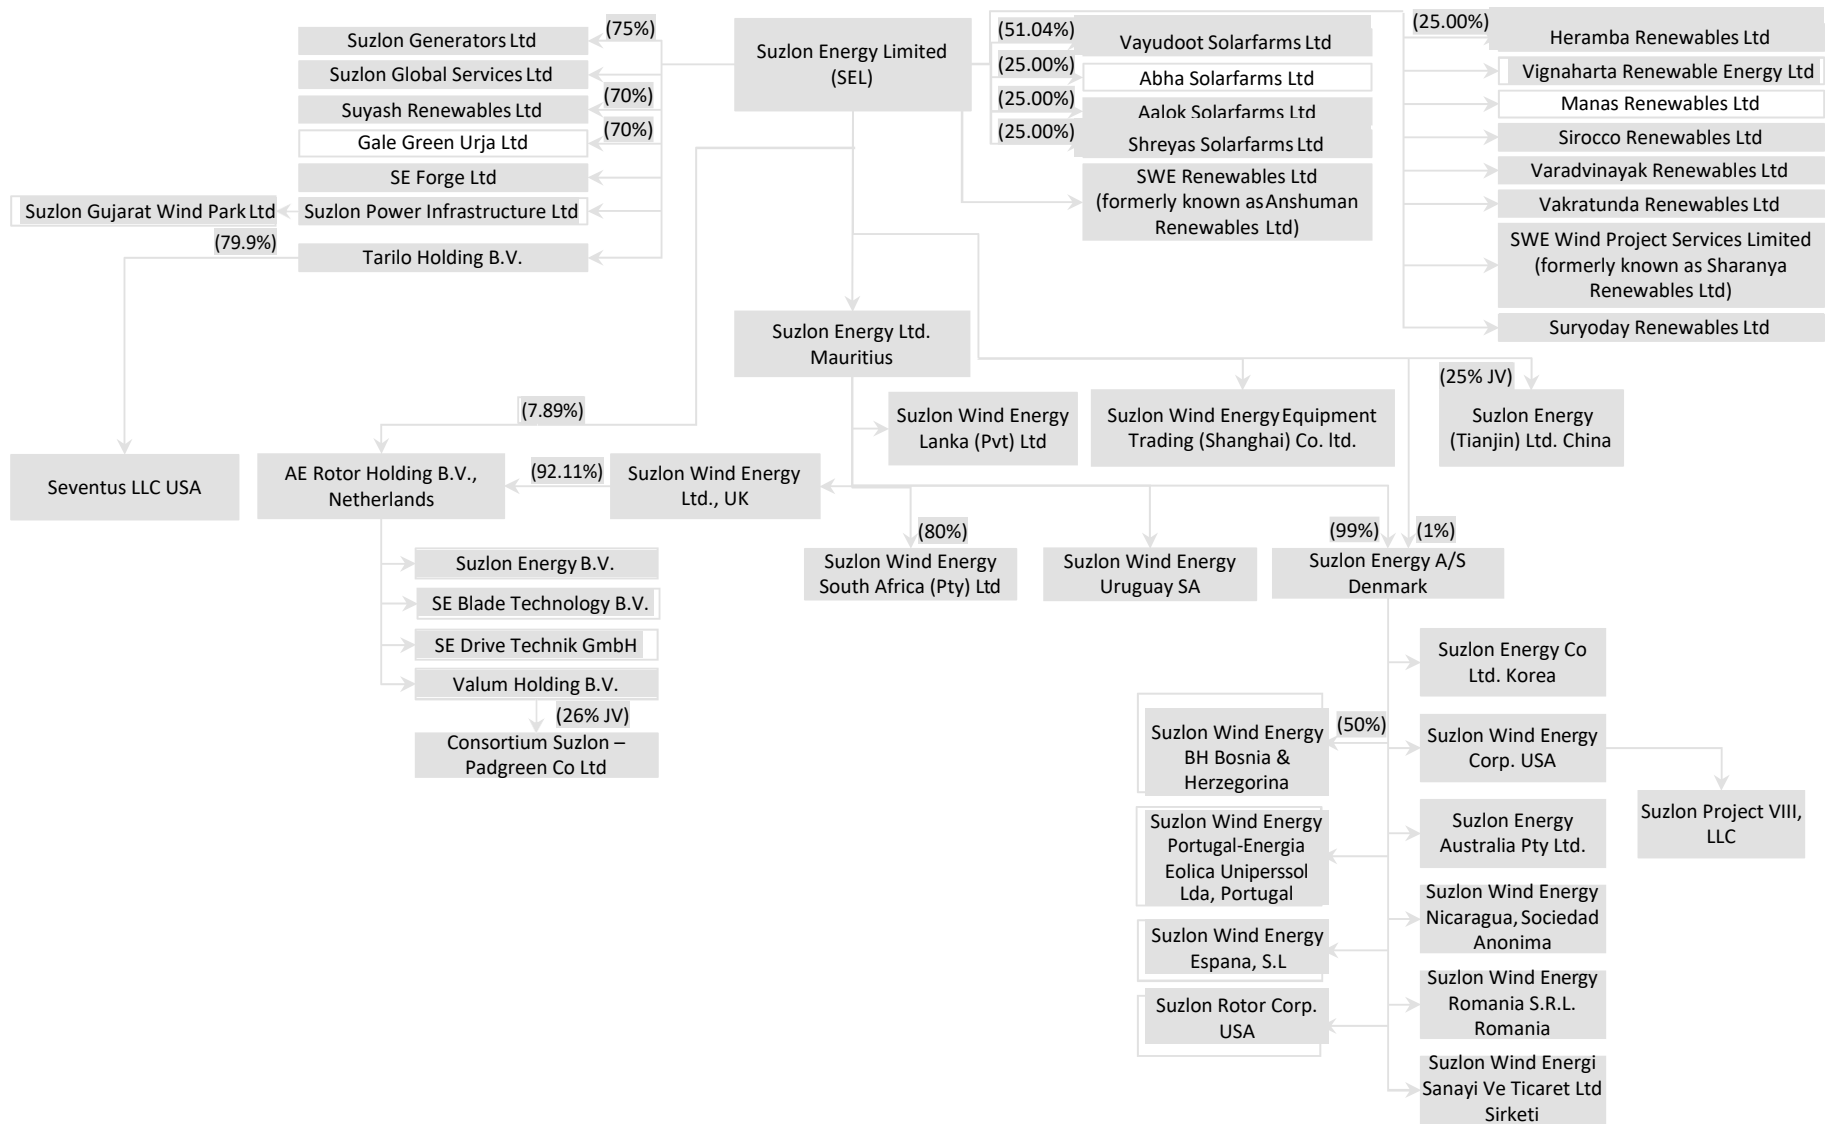 Suzlon Energy Limited
(SEL)
(75%)
Suzlon Generators Ltd
Suzlon Global Services Ltd
(70%)
Suyash Renewables Ltd
(70%)
Gale Green Urja Ltd
SE Forge Ltd
Suzlon Gujarat Wind Park Ltd
Suzlon Power Infrastructure Ltd
(79.9%)
Tarilo Holding B.V.
(51.04%)
Vayudoot Solarfarms Ltd
(25.00%)
Abha Solarfarms Ltd
(25.00%)
Aalok Solarfarms Ltd
(25.00%)
Shreyas Solarfarms Ltd
SWE Renewables Ltd
(formerly known as Anshuman
Renewables Ltd)
(25.00%)
Heramba Renewables Ltd
Vignaharta Renewable Energy Ltd
Manas Renewables Ltd
Sirocco Renewables Ltd
Varadvinayak Renewables Ltd
Vakratunda Renewables Ltd
SWE Wind Project Services Limited
(formerly known as Sharanya
Renewables Ltd)
Suryoday Renewables Ltd
Suzlon Energy Ltd.
Mauritius
(7.89%)
Suzlon Wind Energy
Lanka (Pvt) Ltd
Suzlon Wind Energy Equipment
Trading (Shanghai) Co. ltd.
(25% JV)
Suzlon Energy
(Tianjin) Ltd. China
Seventus LLC USA
AE Rotor Holding B.V.,
Netherlands
(92.11%)
Suzlon Wind Energy
Ltd., UK
(80%)
Suzlon Wind Energy
South Africa (Pty) Ltd
Suzlon Wind Energy
Uruguay SA
(99%)
(1%)
Suzlon Energy A/S
Denmark
Suzlon Energy B.V.
SE Blade Technology B.V.
SE Drive Technik GmbH
Valum Holding B.V.
(26% JV)
Consortium Suzlon –
Padgreen Co Ltd
Suzlon Energy Co
Ltd. Korea
(50%)
Suzlon Wind Energy
BH Bosnia &
Herzegorina
Suzlon Wind Energy
Corp. USA
Suzlon Project VIII,
LLC
Suzlon Wind Energy
Portugal-Energia
Eolica Uniperssol
Lda, Portugal
Suzlon Energy
Australia Pty Ltd.
Suzlon Wind Energy
Nicaragua, Sociedad
Anonima
Suzlon Wind Energy
Espana, S.L
Suzlon Wind Energy
Romania S.R.L.
Romania
Suzlon Rotor Corp.
USA
Suzlon Wind Energi
Sanayi Ve Ticaret Ltd
Sirketi